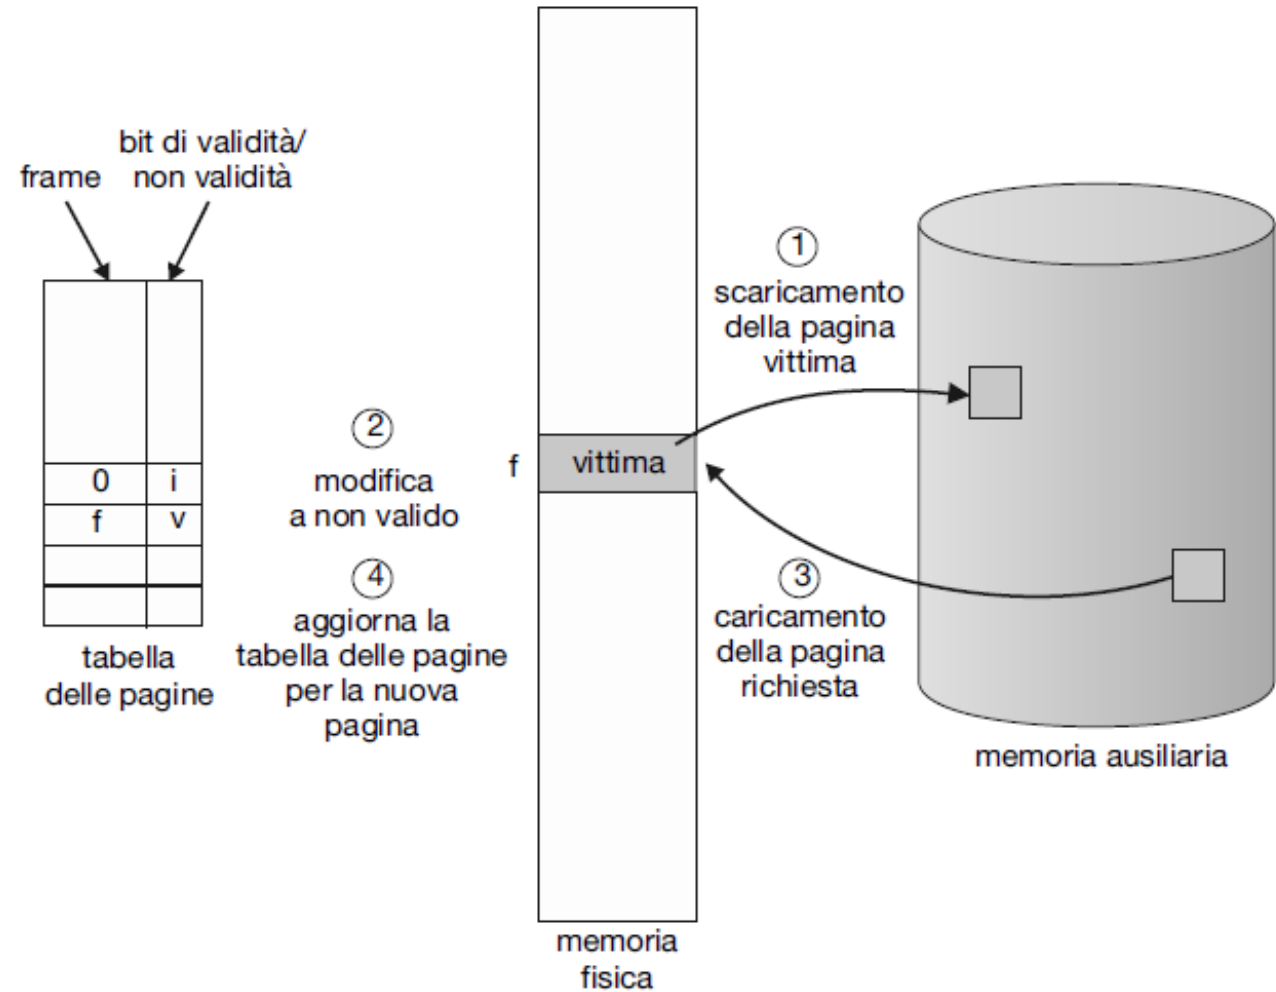 bit di validità/
frame
non validità
1
scaricamento
della pagina
vittima
2
modifica
a non valido
f
vittima
0
i
f
v
4
aggiorna la
tabella delle pagine
per la nuova
pagina
3
caricamento
della pagina
richiesta
tabella
delle pagine
memoria ausiliaria
memoria
fisica